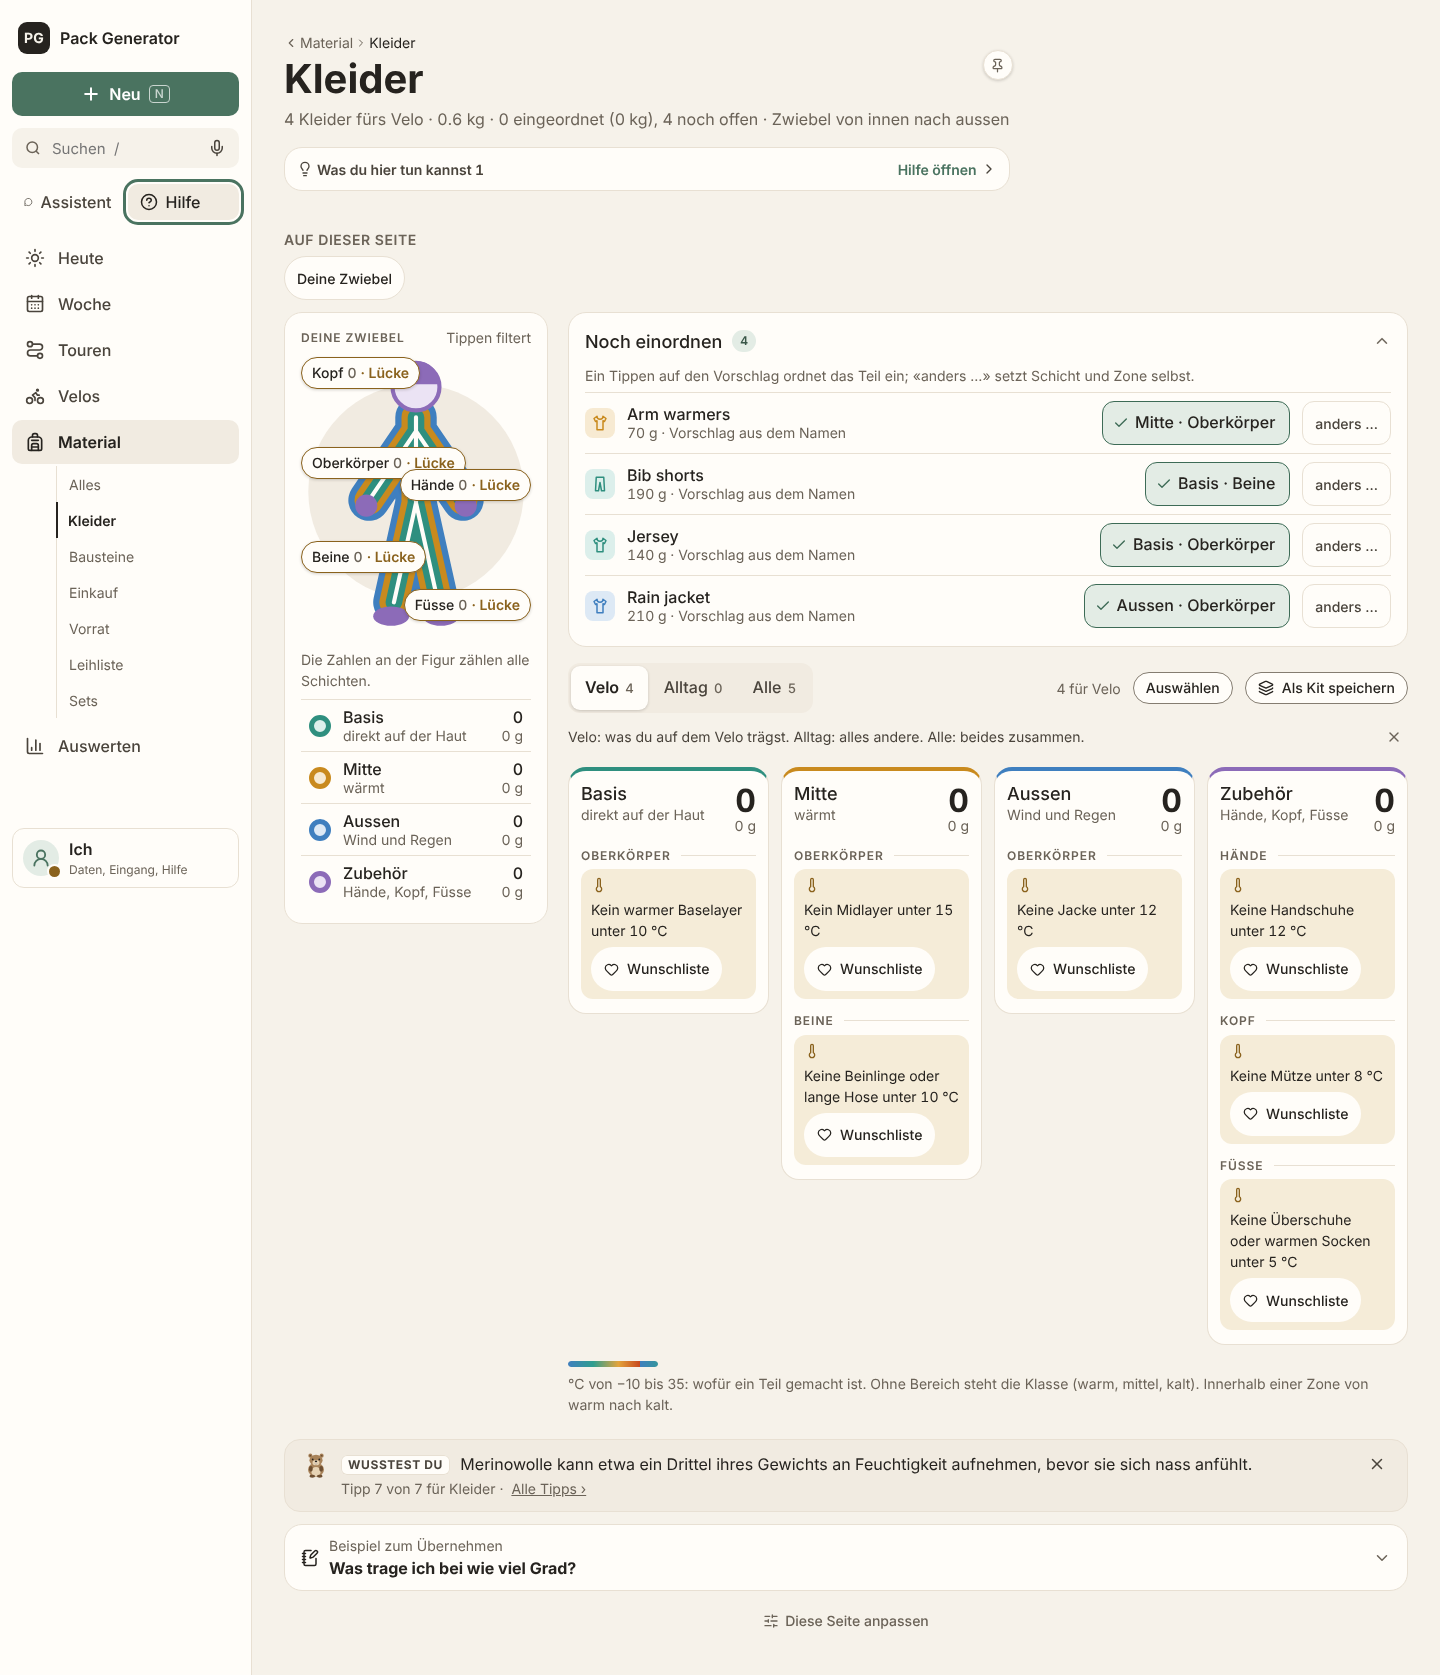 PG Pack Generator
Neu N
Suchen /
Assistent
Hilfe
Heute
Woche
Touren
Velos
Material
Alles
Kleider
Bausteine
Einkauf
Vorrat
Leihliste
Sets
Auswerten
Ich
Daten, Eingang, Hilfe
Material › Kleider
Kleider
4 Kleider fürs Velo · 0.6 kg · 0 eingeordnet (0 kg), 4 noch offen · Zwiebel von innen nach aussen
Was du hier tun kannst 1
Hilfe öffnen
AUF DIESER SEITE
Deine Zwiebel
DEINE ZWIEBEL
Tippen filtert
Kopf 0 · Lücke
Oberkörper 0 · Lücke
Hände 0 · Lücke
Beine 0 · Lücke
Füsse 0 · Lücke
Die Zahlen an der Figur zählen alle
Schichten.
Basis 0
direkt auf der Haut 0 g
Mitte 0
wärmt 0 g
Aussen 0
Wind und Regen 0 g
Zubehör 0
Hände, Kopf, Füsse 0 g
Noch einordnen 4
Ein Tippen auf den Vorschlag ordnet das Teil ein; «anders …» setzt Schicht und Zone selbst.
Arm warmers
70 g · Vorschlag aus dem Namen
Mitte · Oberkörper
anders …
Bib shorts
190 g · Vorschlag aus dem Namen
Basis · Beine
anders …
Jersey
140 g · Vorschlag aus dem Namen
Basis · Oberkörper
anders …
Rain jacket
210 g · Vorschlag aus dem Namen
Aussen · Oberkörper
anders …
Velo 4
Alltag 0
Alle 5
4 für Velo
Auswählen
Als Kit speichern
Velo: was du auf dem Velo trägst. Alltag: alles andere. Alle: beides zusammen.
Basis 0
direkt auf der Haut 0 g
OBERKÖRPER
Kein warmer Baselayer
unter 10 °C
Wunschliste
Mitte 0
wärmt 0 g
OBERKÖRPER
Kein Midlayer unter 15
°C
Wunschliste
BEINE
Keine Beinlinge oder
lange Hose unter 10 °C
Wunschliste
Aussen 0
Wind und Regen 0 g
OBERKÖRPER
Keine Jacke unter 12
°C
Wunschliste
Zubehör 0
Hände, Kopf, Füsse 0 g
HÄNDE
Keine Handschuhe
unter 12 °C
Wunschliste
KOPF
Keine Mütze unter 8 °C
Wunschliste
FÜSSE
Keine Überschuhe
oder warmen Socken
unter 5 °C
Wunschliste
°C von −10 bis 35: wofür ein Teil gemacht ist. Ohne Bereich steht die Klasse (warm, mittel, kalt). Innerhalb einer Zone von
warm nach kalt.
WUSSTEST DU Merinowolle kann etwa ein Drittel ihres Gewichts an Feuchtigkeit aufnehmen, bevor sie sich nass anfühlt.
Tipp 7 von 7 für Kleider · Alle Tipps ›
Beispiel zum Übernehmen
Was trage ich bei wie viel Grad?
Diese Seite anpassen